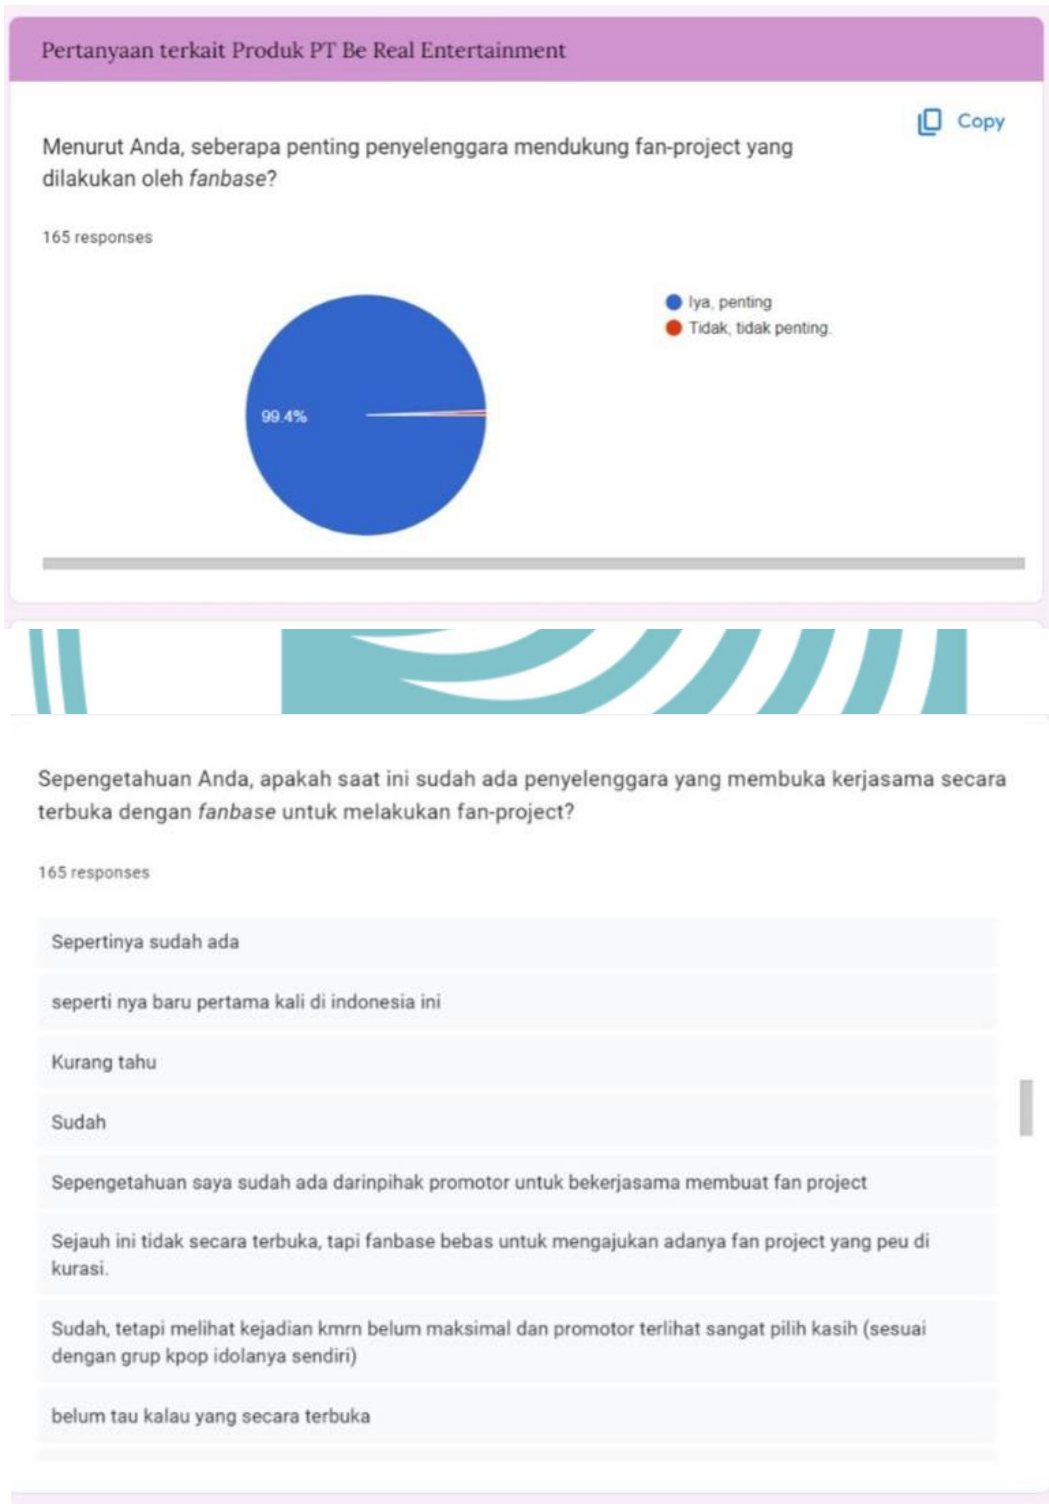 Pertanyaan terkait Produk PT Be Real Entertainment
Copy
Menurut Anda, seberapa penting penyelenggara mendukung fan-project yang
dilakukan oleh fanbase?
165 responses
Iya, penting
Tidak, tidak penting.
99.4%
Sepengetahuan Anda, apakah saat ini sudah ada penyelenggara yang membuka kerjasama secara
terbuka dengan fanbase untuk melakukan fan-project?
165 responses
Sepertinya sudah ada
seperti nya baru pertama kali di indonesia ini
Kurang tahu
Sudah
Sepengetahuan saya sudah ada darinpihak promotor untuk bekerjasama membuat fan project
Sejauh ini tidak secara terbuka, tapi fanbase bebas untuk mengajukan adanya fan project yang peu di
kurasi.
Sudah, tetapi melihat kejadian kmrn belum maksimal dan promotor terlihat sangat pilih kasih (sesuai
dengan grup kpop idolanya sendiri)
belum tau kalau yang secara terbuka